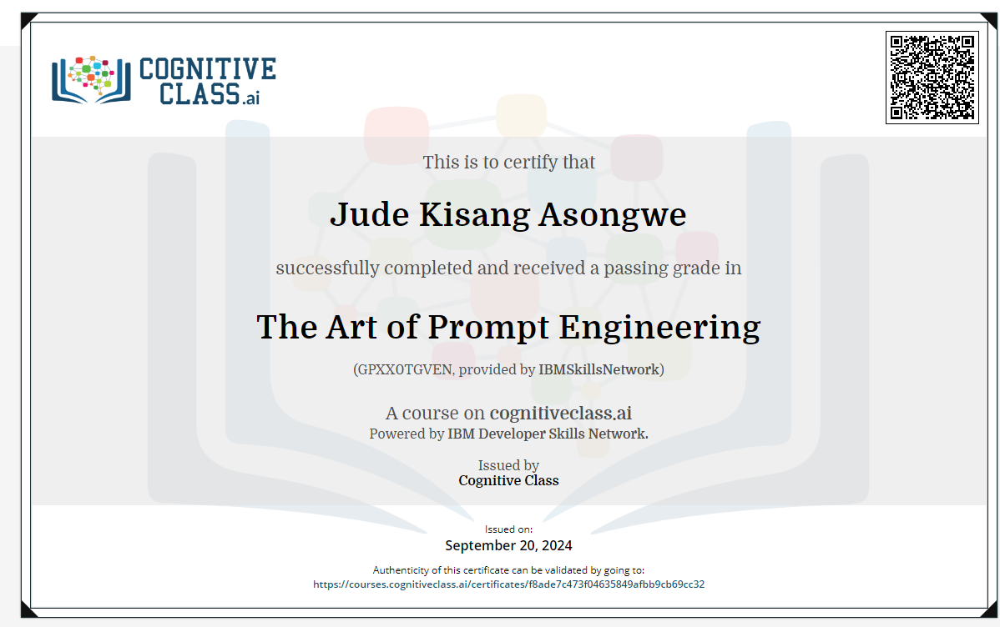 COGNITIVE
CLASS.ai
This is to certify that
Jude Kisang Asongwe
successfully completed and received a passing grade in
The Art of Prompt Engineering
(GPXX0TGVEN, provided by IBMSkillsNetwork)
A course on cognitiveclass.ai
Powered by IBM Developer Skills Network.
Issued by
Cognitive Class
Issued on:
September 20, 2024
Authenticity of this certificate can be validated by going to:
https://courses.cognitiveclass.ai/certificates/f8ade7c473f04635849afbb9cb69cc32